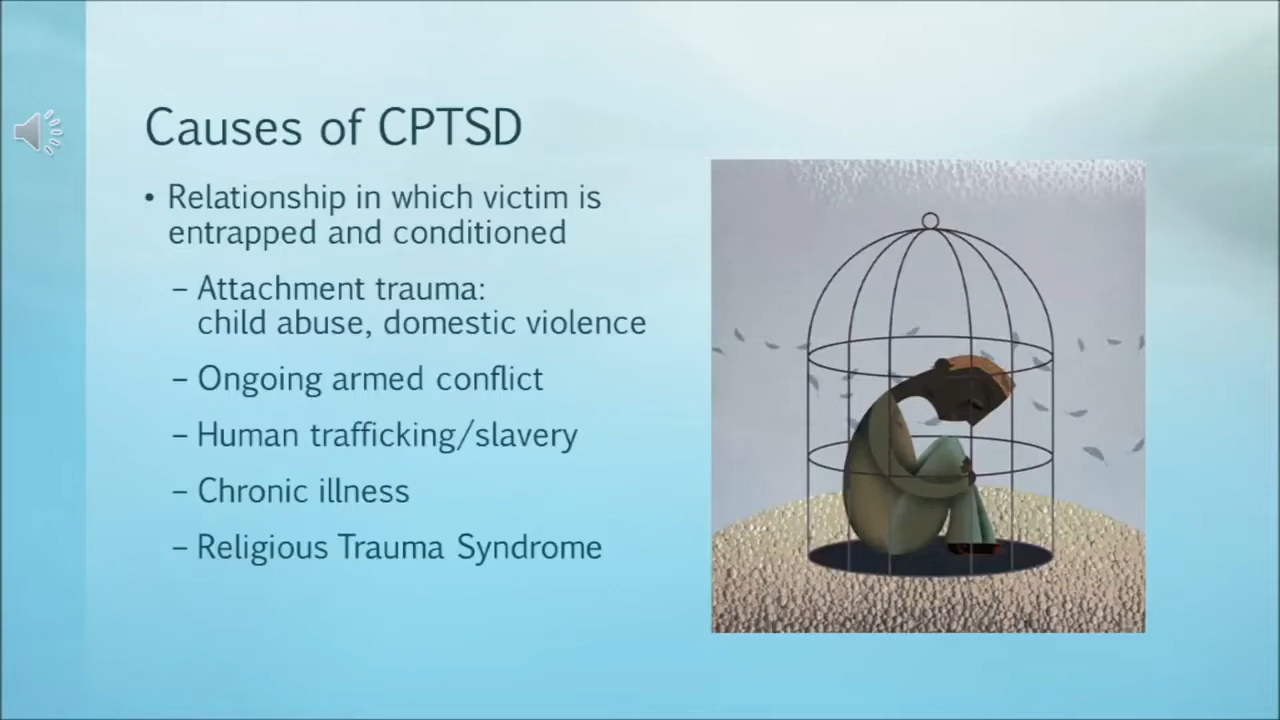 Causes of CPTSD
• Relationship in which victim is
entrapped and conditioned
– Attachment trauma:
child abuse, domestic violence
– Ongoing armed conflict
– Human trafficking/slavery
– Chronic illness
– Religious Trauma Syndrome